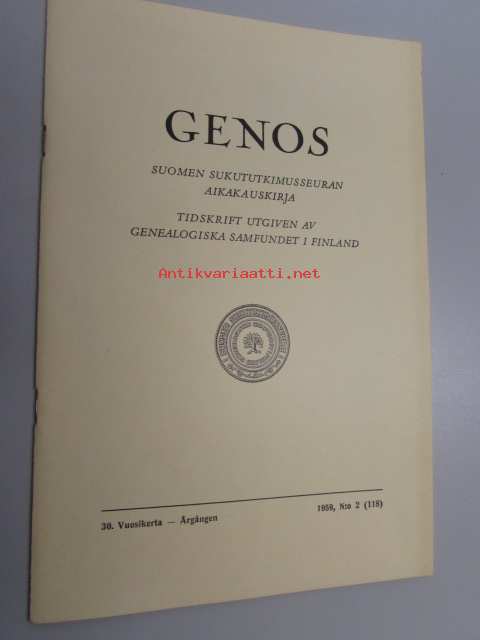 GENOS
SUOMEN SUKUTUTKIMUSSEURAN
AIKAKAUSKIRJA
TIDSKRIFT UTGIVEN AV
GENEALOGISKA SAMFUNDET I FINLAND
Antikvariaatti.net
30. Vuosikerta — Årgången
1959, N:o 2 (118)